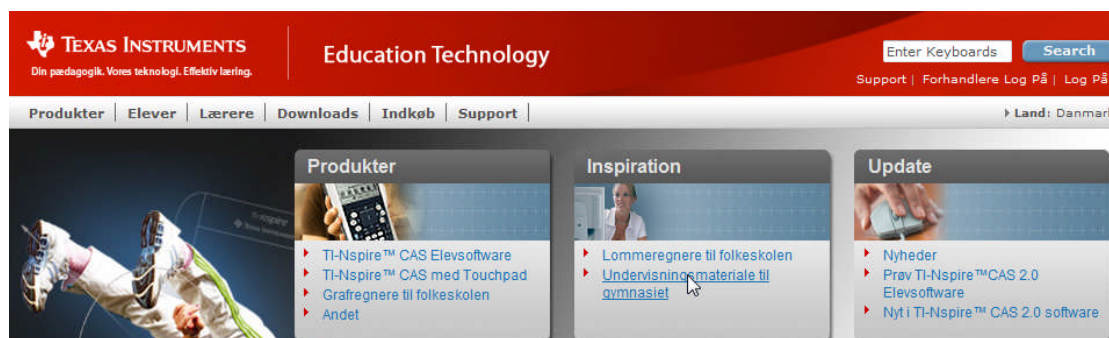 TEXAS INSTRUMENTS
Din pædagogik. Vores teknologi. Effektiv læring.
Education Technology
Enter Keyboards
Search
Support | Forhandlere Log På | Log På
Produkter | Elever | Lærere | Downloads | Indkøb | Support |
Land: Danmar
Produkter
TI-Nspire™ CAS Elevsoftware
TI-Nspire™ CAS med Touchpad
Grafregnere til folkeskolen
Andet
Inspiration
Lommeregnere til folkeskolen
Undervisningsmateriale til
gymnasiet
Update
Nyheder
Prøv TI-Nspire™CAS 2.0
Elevsoftware
Nyt i TI-Nspire™ CAS 2.0 software